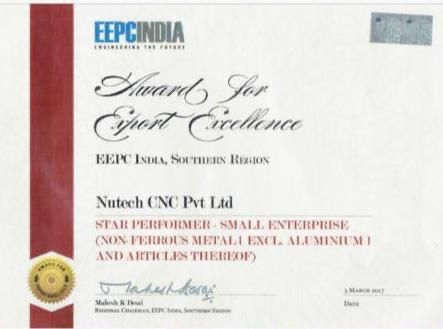 EEPCINDIA
ENGINEERING THE FUTURE
Award for
Export Excellence
EEPC INDIA, SOUTHERN REGION
Nutech CNC Pvt Ltd
STAR PERFORMER - SMALL ENTERPRISE
(NON-FERROUS METAL [ EXCL. ALUMINIUM ]
AND ARTICLES THEREOF)
Mahesh K Desai
REGIONAL CHAIRMAN, EEPC INDIA, SOUTHERN REGION
3 MARCH 2017
DATE
AWARD FOR